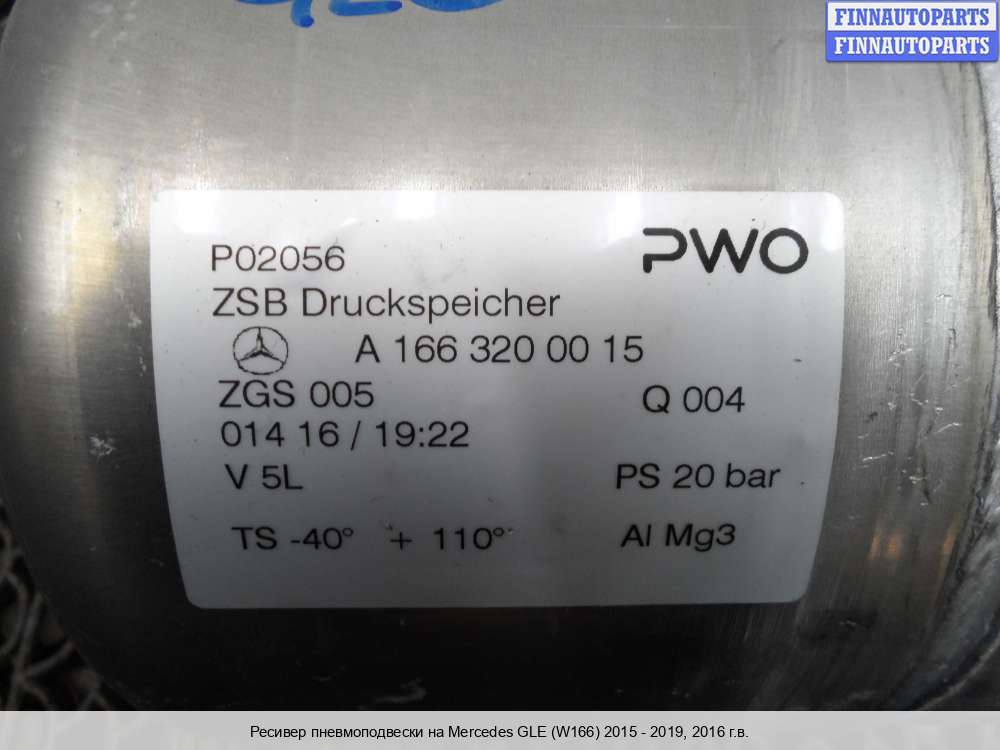 FINNAUTOPARTS
FINNAUTOPARTS
P02056
PWO
ZSB Druckspeicher
A 166 320 00 15
ZGS 005
Q 004
014 16 / 19:22
V 5L
PS 20 bar
TS -40° + 110°
Al Mg3
Ресивер пневмоподвески на Mercedes GLE (W166) 2015 - 2019, 2016 г.в.